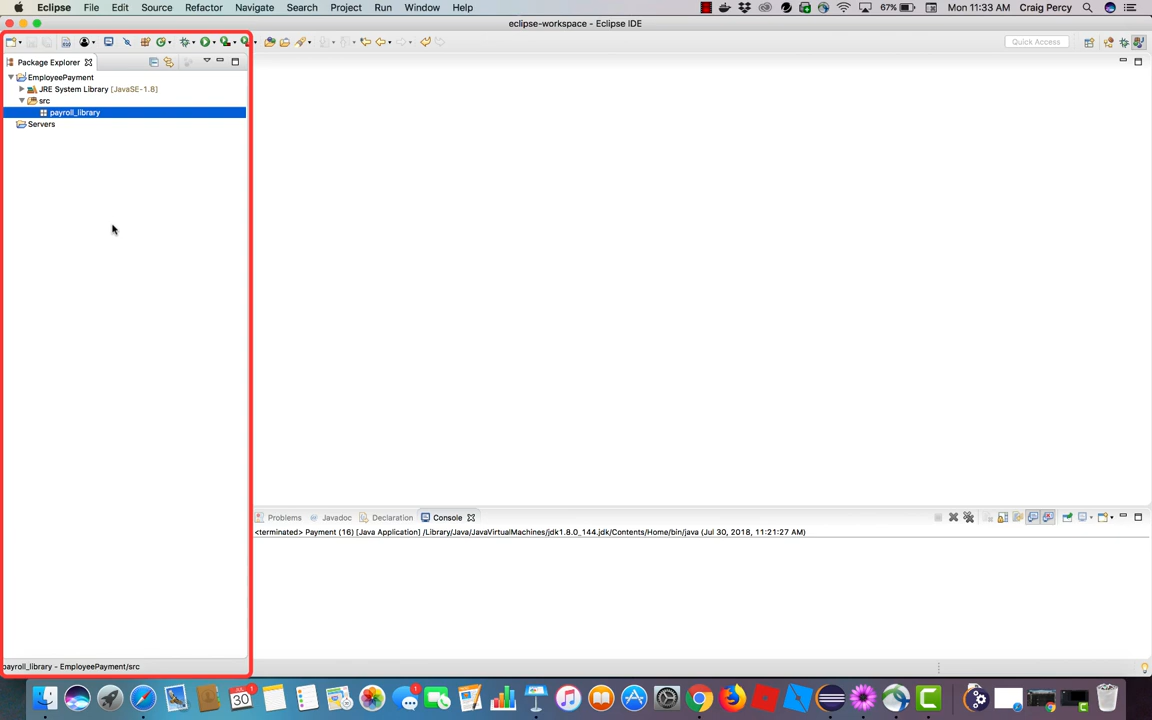 Eclipse File Edit Source Refactor Navigate Search Project Run Window Help 67% Mon 11:33 AM Craig Percy
eclipse-workspace - Eclipse IDE
Quick Access
Package Explorer
EmployeePayment
JRE System Library [JavaSE-1.8]
src
payroll_library
Servers
Problems Javadoc Declaration Console
<terminated> Payment (16) [Java Application] /Library/Java/JavaVirtualMachines/jdk1.8.0_144.jdk/Contents/Home/bin/java (Jul 30, 2018, 11:21:27 AM)
payroll_library - EmployeePayment/src
30
1
1